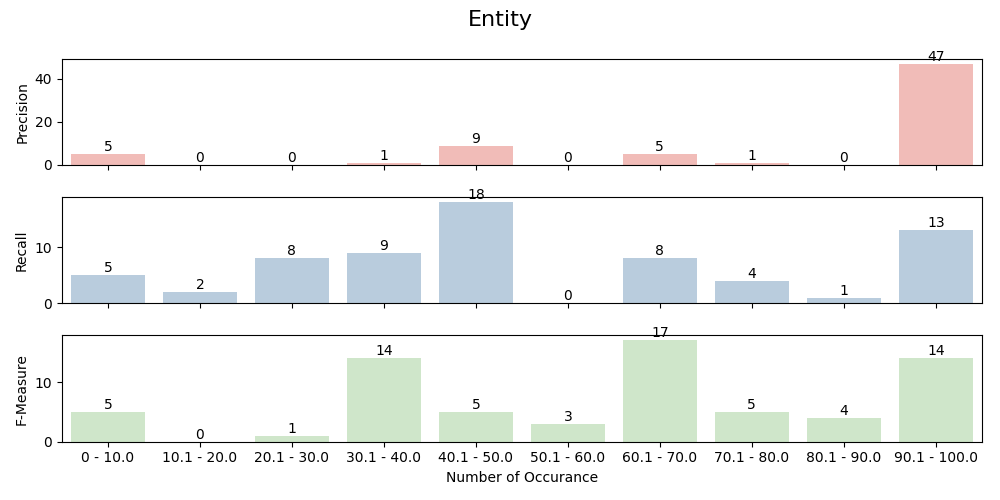 Entity
Precision
40
20
0
5
0
0
1
9
0
5
1
0
47
Recall
10
0
5
2
8
9
18
0
8
4
1
13
F-Measure
10
0
5
0
1
14
5
3
17
5
4
14
0 - 10.0
10.1 - 20.0
20.1 - 30.0
30.1 - 40.0
40.1 - 50.0
50.1 - 60.0
60.1 - 70.0
70.1 - 80.0
80.1 - 90.0
90.1 - 100.0
Number of Occurance